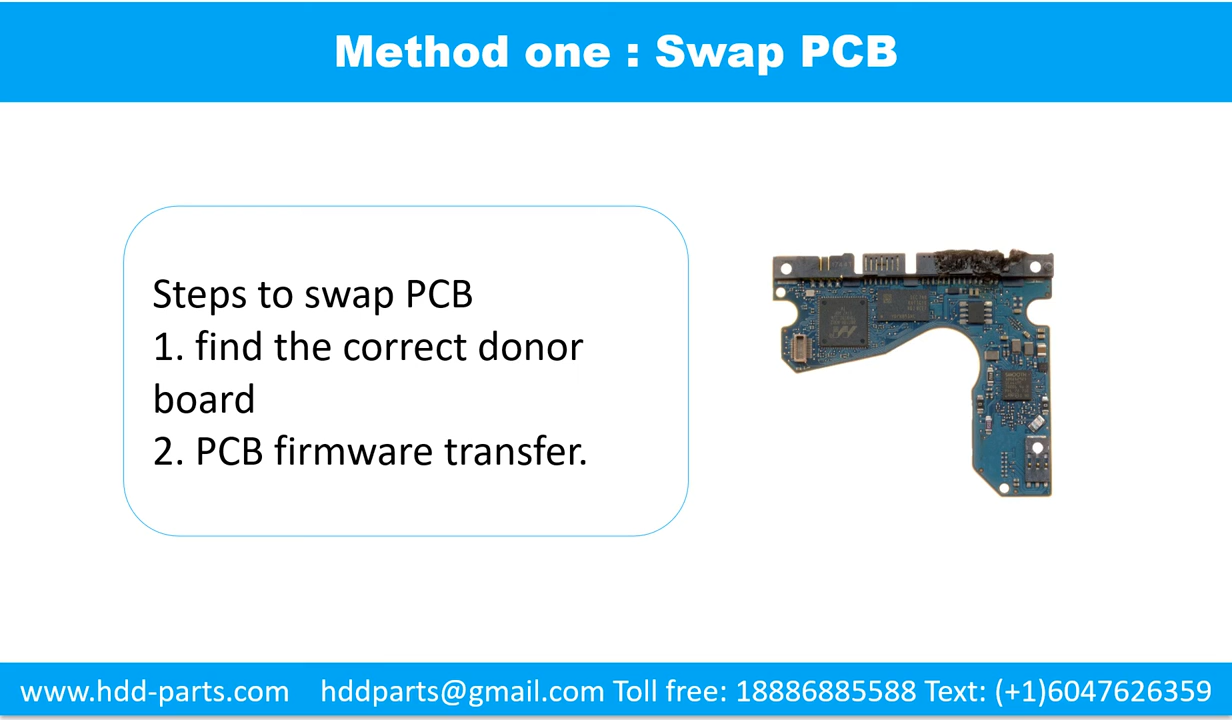 Method one : Swap PCB
Steps to swap PCB
1. find the correct donor
board
2. PCB firmware transfer.
www.hdd-parts.com hddparts@gmail.com Toll free: 18886885588 Text: (+1)6047626359